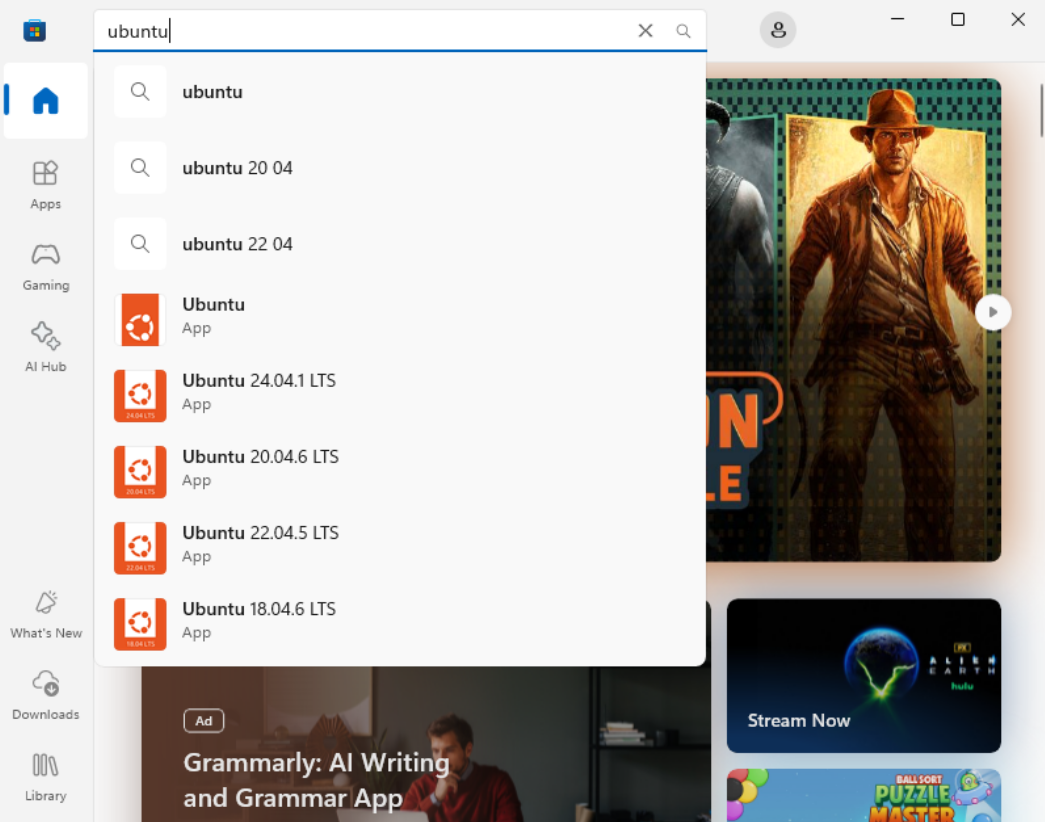 ubuntu
ubuntu
ubuntu 20 04
ubuntu 22 04
Ubuntu
App
Ubuntu 24.04.1 LTS
App
24.04 LTS
Ubuntu 20.04.6 LTS
App
20.04 LTS
Ubuntu 22.04.5 LTS
App
22.04 LTS
Ubuntu 18.04.6 LTS
App
18.04 LTS
Apps
Gaming
AI Hub
What's New
Downloads
Library
Ad
Grammarly: AI Writing
and Grammar App
FX
ALIEN
EARTH
hulu
Stream Now
BALL SORT
PUZZLE
MASTER